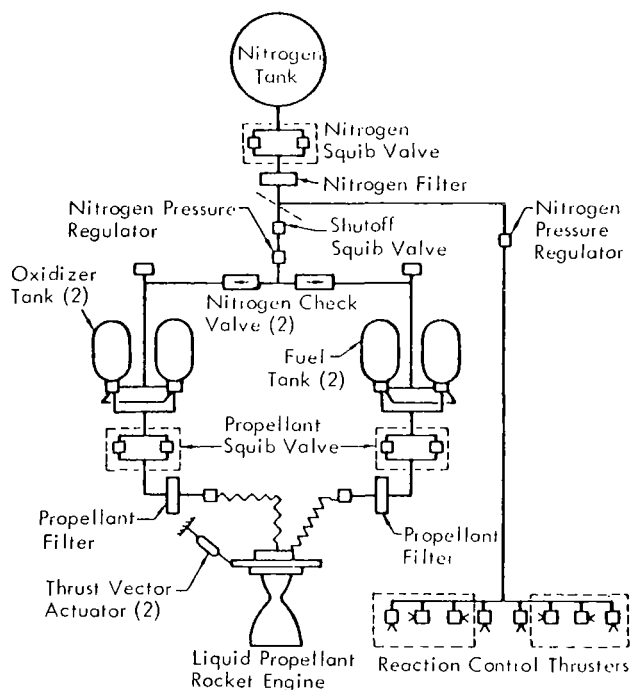 Nitrogen
Tank
Nitrogen
Squib Valve
Nitrogen Filter
Nitrogen Pressure
Regulator
Shutoff
Squib Valve
Nitrogen
Pressure
Regulator
Oxidizer
Tank (2)
Nitrogen Check
Valve (2)
Fuel
Tank (2)
Propellant
Squib Valve
Propellant
Filter
Propellant
Filter
Thrust Vector
Actuator (2)
Liquid Propellant
Rocket Engine
Reaction Control Thrusters